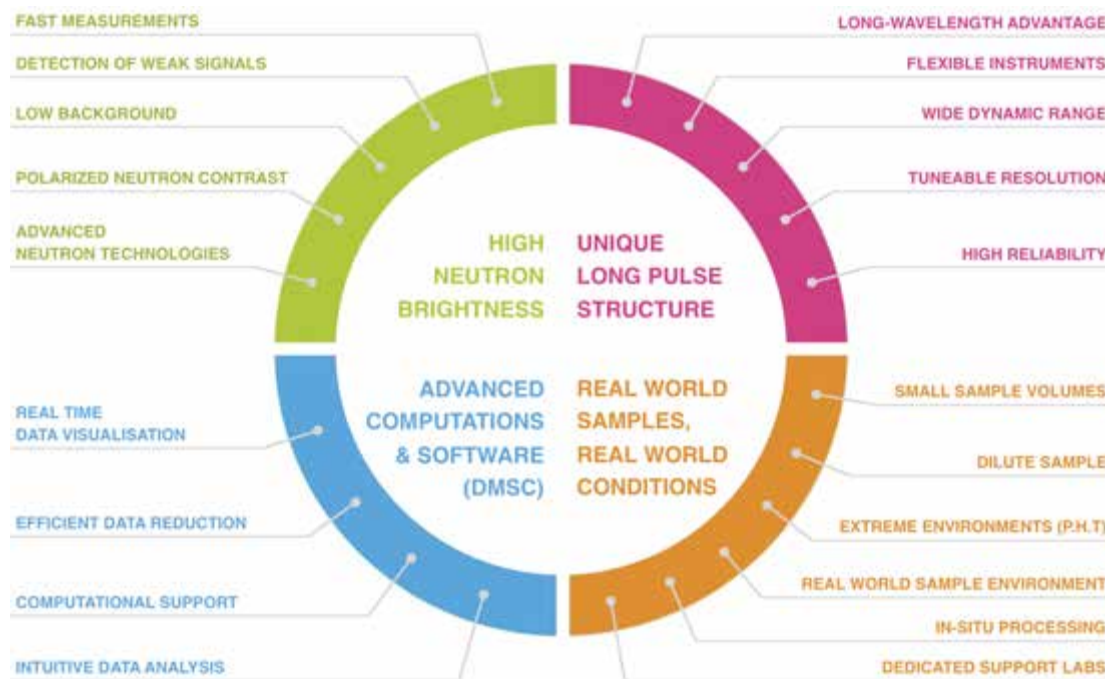 FAST MEASUREMENTS
DETECTION OF WEAK SIGNALS
LOW BACKGROUND
POLARIZED NEUTRON CONTRAST
ADVANCED
NEUTRON TECHNOLOGIES
LONG-WAVELENGTH ADVANTAGE
FLEXIBLE INSTRUMENTS
WIDE DYNAMIC RANGE
TUNEABLE RESOLUTION
HIGH RELIABILITY
HIGH
NEUTRON
BRIGHTNESS
UNIQUE
LONG PULSE
STRUCTURE
ADVANCED
COMPUTATIONS
& SOFTWARE
(DMSC)
REAL WORLD
SAMPLES,
REAL WORLD
CONDITIONS
REAL TIME
DATA VISUALISATION
EFFICIENT DATA REDUCTION
COMPUTATIONAL SUPPORT
INTUITIVE DATA ANALYSIS
SMALL SAMPLE VOLUMES
DILUTE SAMPLE
EXTREME ENVIRONMENTS (P.H.T)
REAL WORLD SAMPLE ENVIRONMENT
IN-SITU PROCESSING
DEDICATED SUPPORT LABS